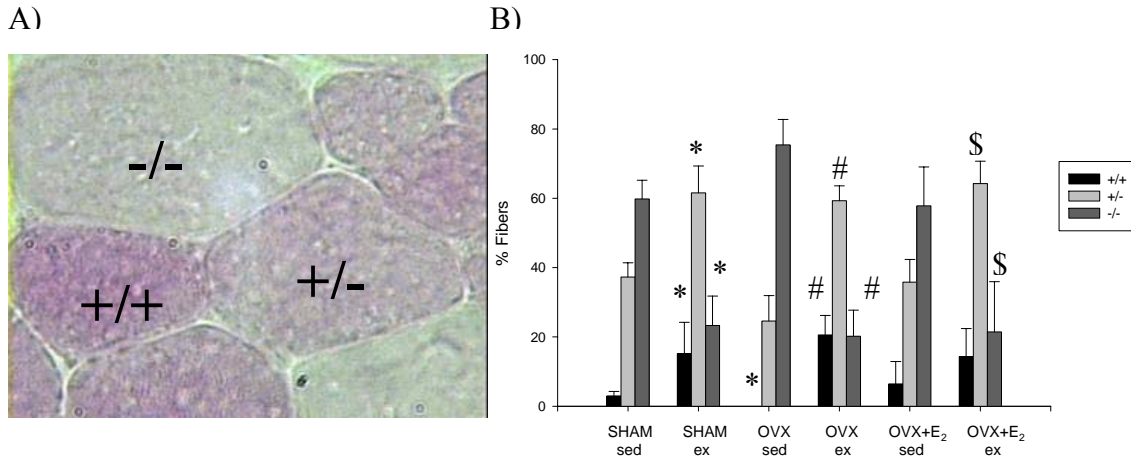 A)
B)
-/-
+/+
+/-
100
80
60
40
20
0
% Fibers
*
*
*
*
#
#
#
$
$
SHAM
sed
SHAM
ex
OVX
sed
OVX
ex
OVX+E₂
sed
OVX+E₂
ex
+/+
+/-
-/-